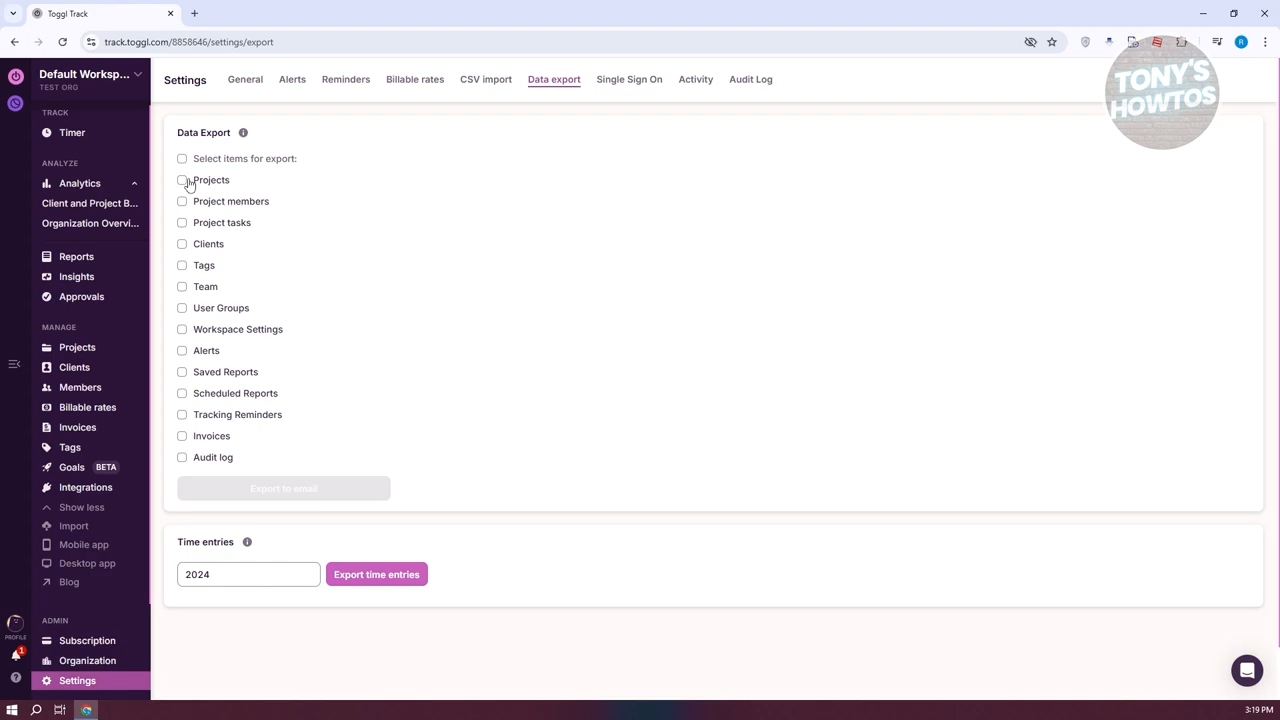 Toggl Track
track.toggl.com/8858646/settings/export
Default Worksp...
TEST ORG
TRACK
Timer
ANALYZE
Analytics
Client and Project B...
Organization Overvi...
Reports
Insights
Approvals
MANAGE
Projects
Clients
Members
Billable rates
Invoices
Tags
Goals BETA
Integrations
Show less
Import
Mobile app
Desktop app
Blog
ADMIN
Subscription
Organization
Settings
PROFILE
1
Settings General Alerts Reminders Billable rates CSV import Data export Single Sign On Activity Audit Log
TONY'S
HOWTOS
R
Data Export
Select items for export:
Projects
Project members
Project tasks
Clients
Tags
Team
User Groups
Workspace Settings
Alerts
Saved Reports
Scheduled Reports
Tracking Reminders
Invoices
Audit log
Export to email
Time entries
2024
Export time entries
3:19 PM